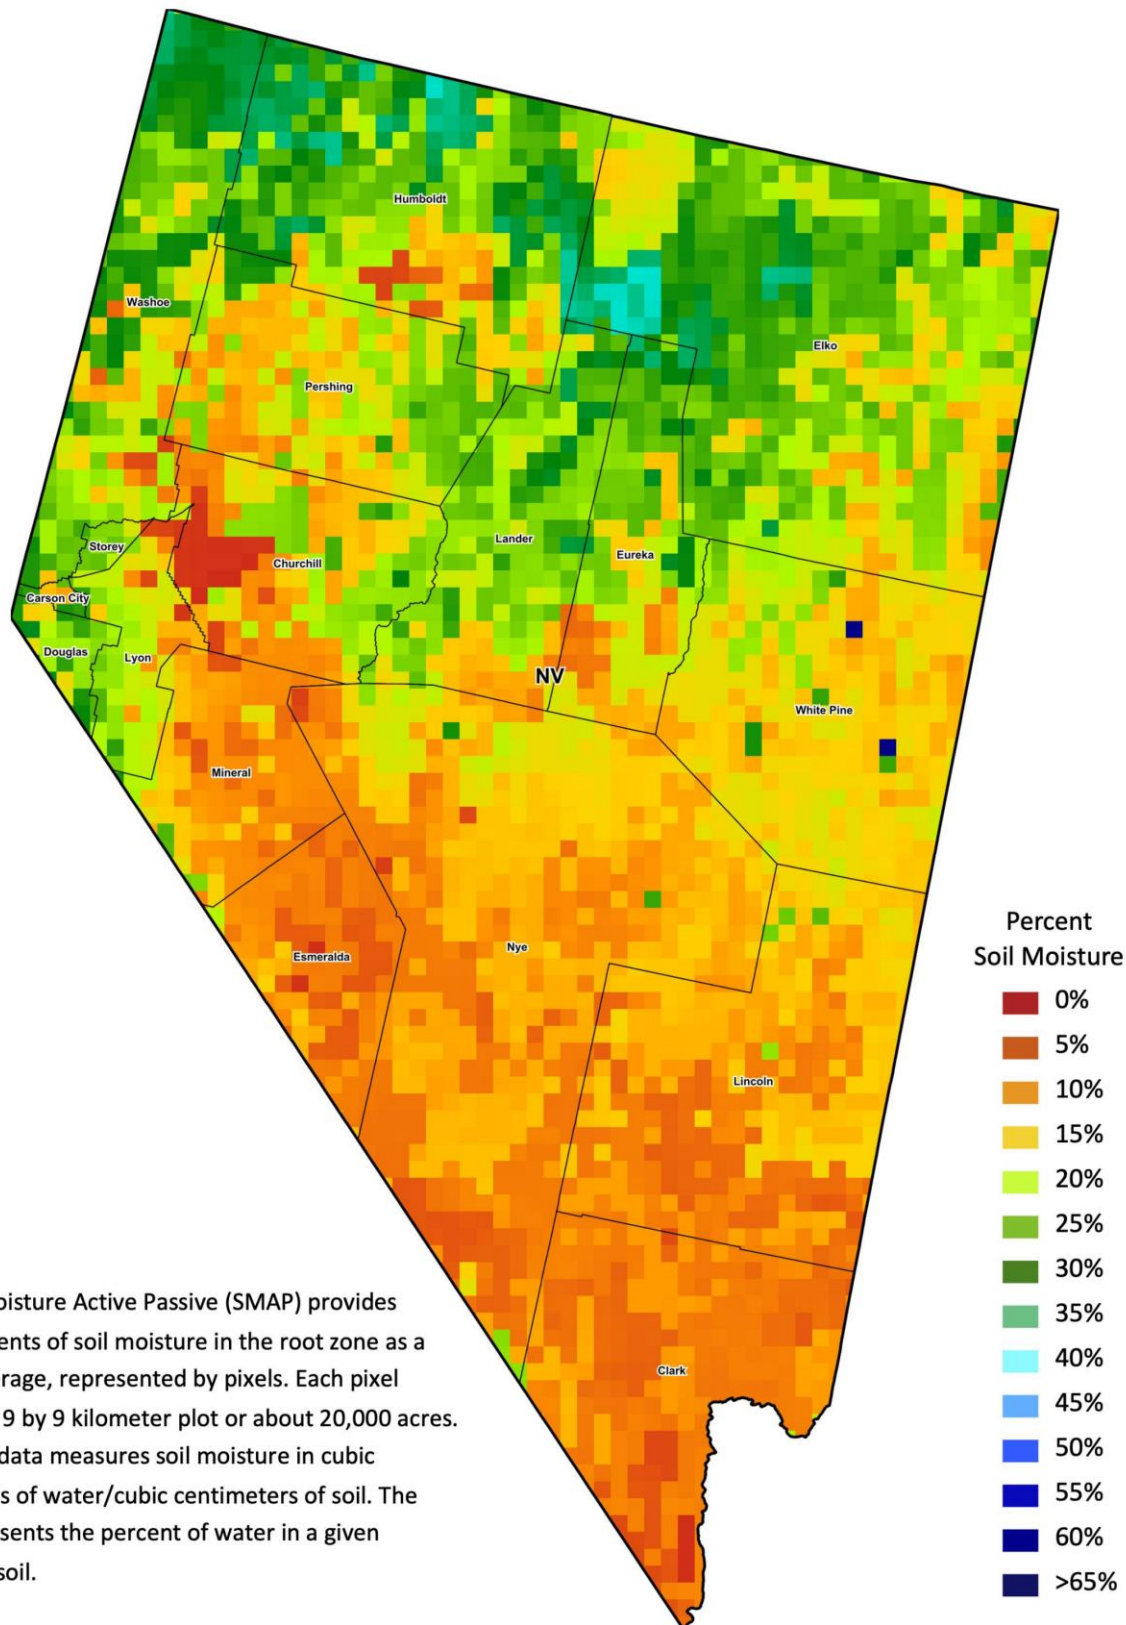 Humboldt
Washoe
Elko
Pershing
Storey
Churchill
Lander
Eureka
Carson City
Douglas
Lyon
NV
White Pine
Mineral
Esmeralda
Nye
Lincoln
Clark
Percent
Soil Moisture
0%
5%
10%
15%
20%
25%
30%
35%
40%
45%
50%
55%
60%
>65%
oisture Active Passive (SMAP) provides
ents of soil moisture in the root zone as a
rage, represented by pixels. Each pixel
9 by 9 kilometer plot or about 20,000 acres.
data measures soil moisture in cubic
s of water/cubic centimeters of soil. The
sents the percent of water in a given
soil.